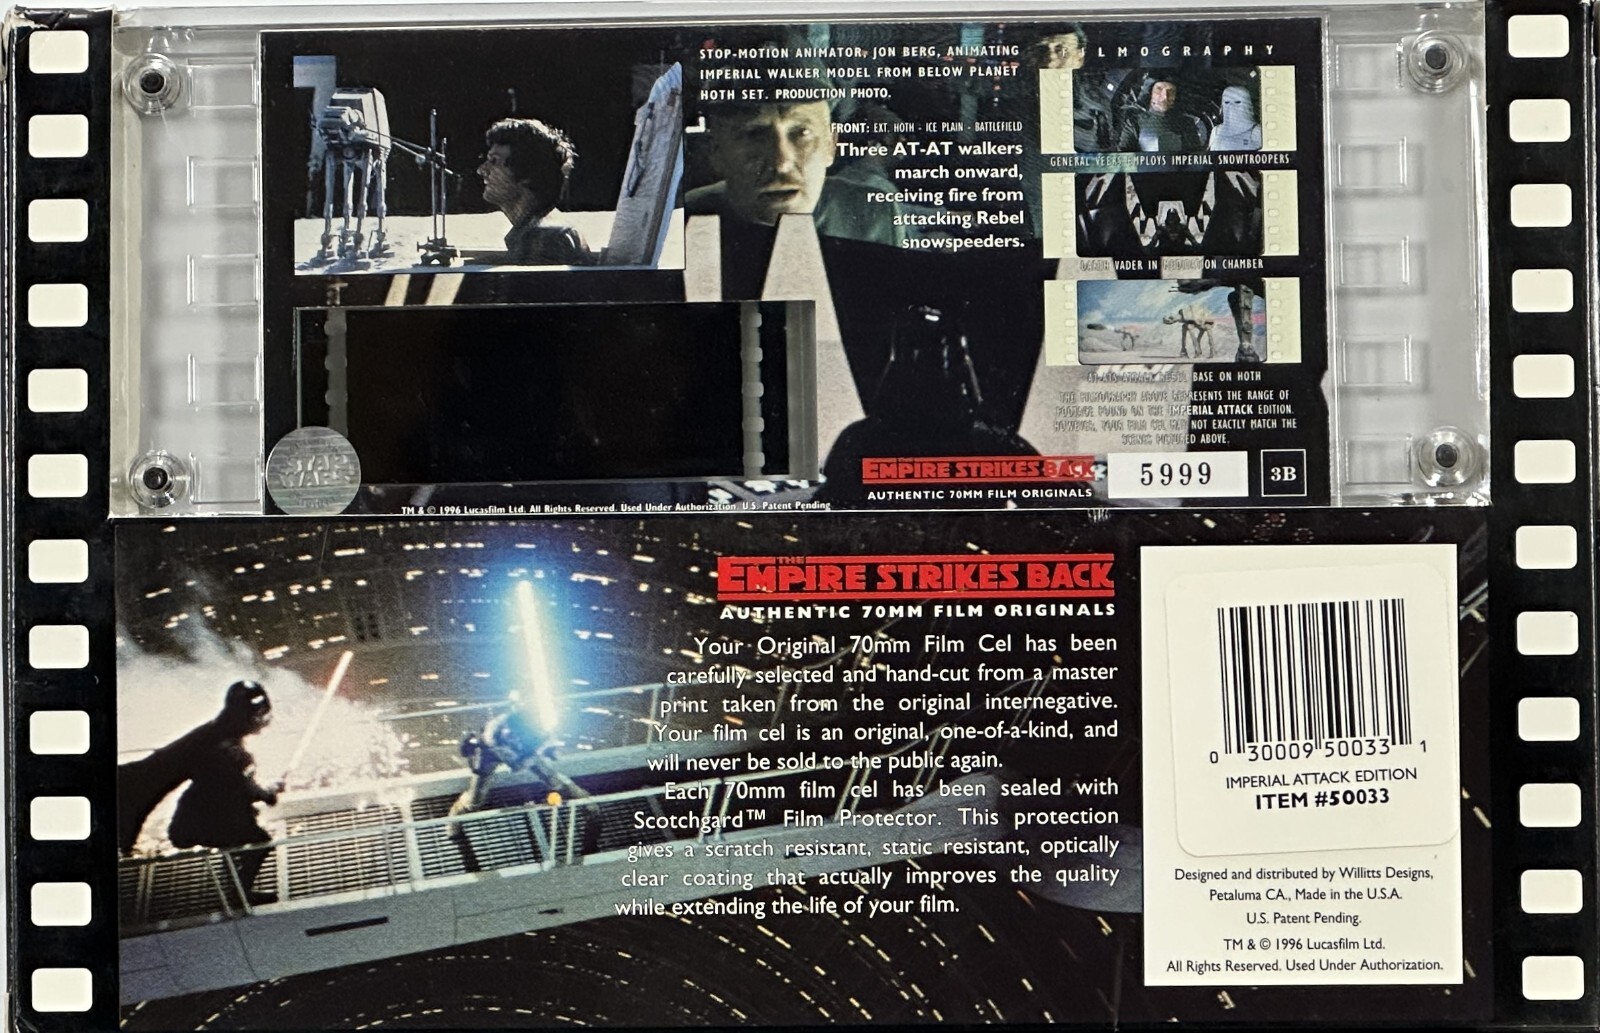 STOP-MOTION ANIMATOR, JON BERG, ANIMATING
IMPERIAL WALKER MODEL FROM BELOW PLANET
HOTH SET. PRODUCTION PHOTO.
FRONT: EXT. HOTH - ICE PLAIN - BATTLEFIELD
Three AT-AT walkers
march onward,
receiving fire from
attacking Rebel
snowspeeders.
FILMOGRAPHY
GENERAL VEERS EMPLOYS IMPERIAL SNOWTROOPERS
DARTH VADER IN MEDITATION CHAMBER
AT-ATS ATTACK REBEL BASE ON HOTH
THE FILMOGRAPHY ABOVE REPRESENTS THE RANGE OF
FOOTAGE FOUND ON THE IMPERIAL ATTACK EDITION.
HOWEVER, YOUR FILM CEL MAY NOT EXACTLY MATCH THE
SCENES PICTURED ABOVE.
STAR
WARS
THE
EMPIRE STRIKES BACK
AUTHENTIC 70MM FILM ORIGINALS
5999
3B
TM & © 1996 Lucasfilm Ltd. All Rights Reserved. Used Under Authorization. U.S. Patent Pending
THE
EMPIRE STRIKES BACK
AUTHENTIC 70MM FILM ORIGINALS
Your Original 70mm Film Cel has been
carefully selected and hand-cut from a master
print taken from the original internegative.
Your film cel is an original, one-of-a-kind, and
will never be sold to the public again.
Each 70mm film cel has been sealed with
Scotchgard™ Film Protector. This protection
gives a scratch resistant, static resistant, optically
clear coating that actually improves the quality
while extending the life of your film.
0 30009 50033 1
IMPERIAL ATTACK EDITION
ITEM #50033
Designed and distributed by Willitts Designs,
Petaluma CA., Made in the U.S.A.
U.S. Patent Pending.
TM & © 1996 Lucasfilm Ltd.
All Rights Reserved. Used Under Authorization.